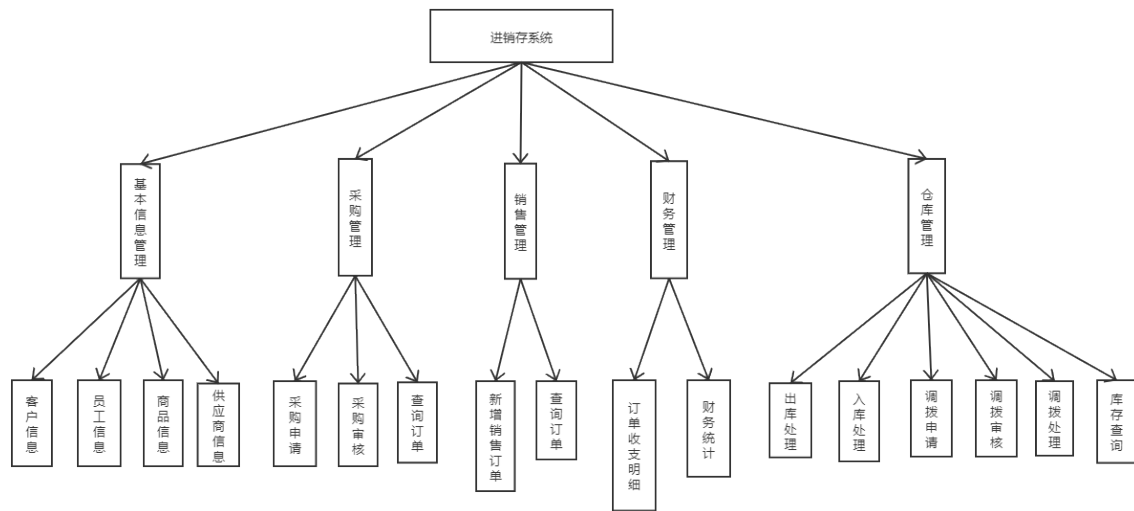 进销存系统
基本信息管理
采购管理
销售管理
财务管理
仓库管理
客户信息
员工信息
商品信息
供应商信息
采购申请
采购审核
查询订单
新增销售订单
查询订单
订单收支明细
财务统计
出库处理
入库处理
调拨申请
调拨审核
调拨处理
库存查询